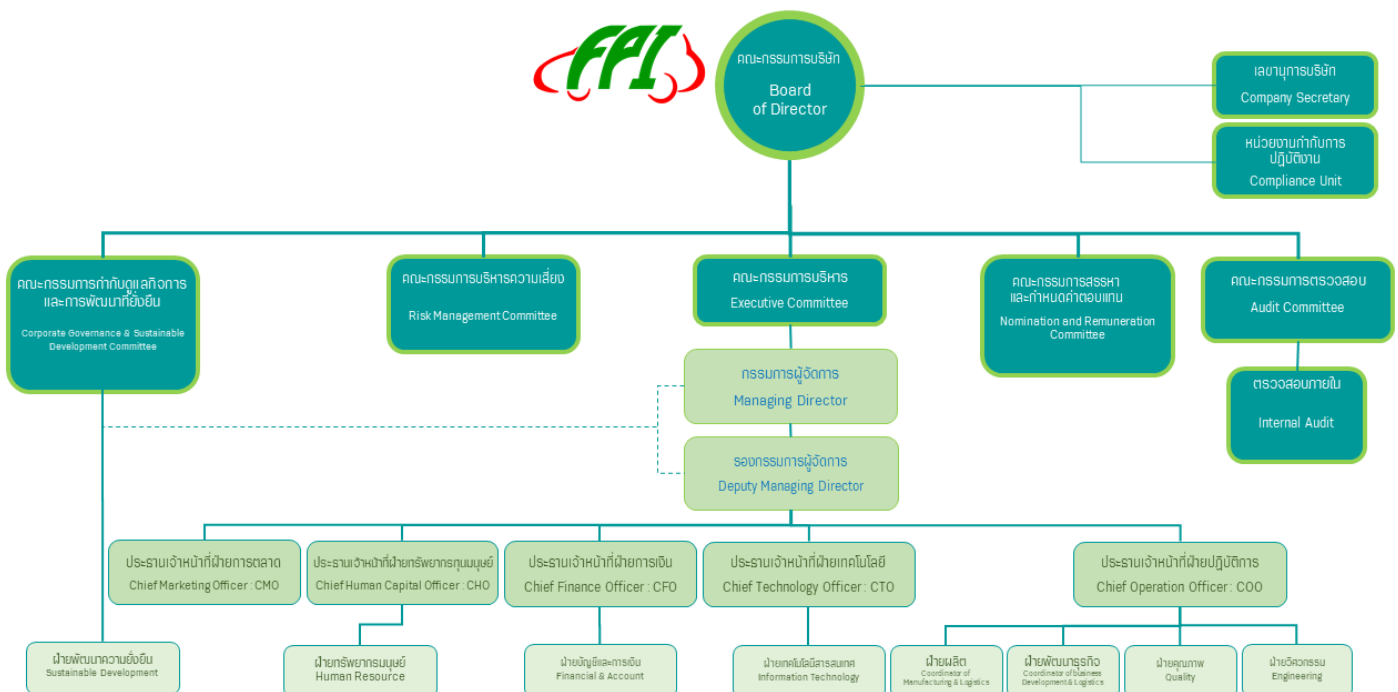 FPI
คณะกรรมการบริษัท
Board
of Director
เลขานุการบริษัท
Company Secretary
หน่วยงานกำกับการ
ปฏิบัติงาน
Compliance Unit
คณะกรรมการกำกับดูแลกิจการ
และการพัฒนาที่ยั่งยืน
Corporate Governance & Sustainable
Development Committee
คณะกรรมการบริหารความเสี่ยง
Risk Management Committee
คณะกรรมการบริหาร
Executive Committee
คณะกรรมการสรรหา
และกำหนดค่าตอบแทน
Nomination and Remuneration
Committee
คณะกรรมการตรวจสอบ
Audit Committee
ตรวจสอบภายใน
Internal Audit
กรรมการผู้จัดการ
Managing Director
รองกรรมการผู้จัดการ
Deputy Managing Director
ประธานเจ้าหน้าที่ฝ่ายการตลาด
Chief Marketing Officer : CMO
ประธานเจ้าหน้าที่ฝ่ายทรัพยากรทุนมนุษย์
Chief Human Capital Officer : CHO
ประธานเจ้าหน้าที่ฝ่ายการเงิน
Chief Finance Officer : CFO
ประธานเจ้าหน้าที่ฝ่ายเทคโนโลยี
Chief Technology Officer : CTO
ประธานเจ้าหน้าที่ฝ่ายปฏิบัติการ
Chief Operation Officer : COO
ฝ่ายพัฒนาความยั่งยืน
Sustainable Development
ฝ่ายทรัพยากรมนุษย์
Human Resource
ฝ่ายบัญชีและการเงิน
Financial & Account
ฝ่ายเทคโนโลยีสารสนเทศ
Information Technology
ฝ่ายผลิต
Coordinator of
Manufacturing & Logistics
ฝ่ายพัฒนาธุรกิจ
Coordinator of business
Development & Logistics
ฝ่ายคุณภาพ
Quality
ฝ่ายวิศวกรรม
Engineering